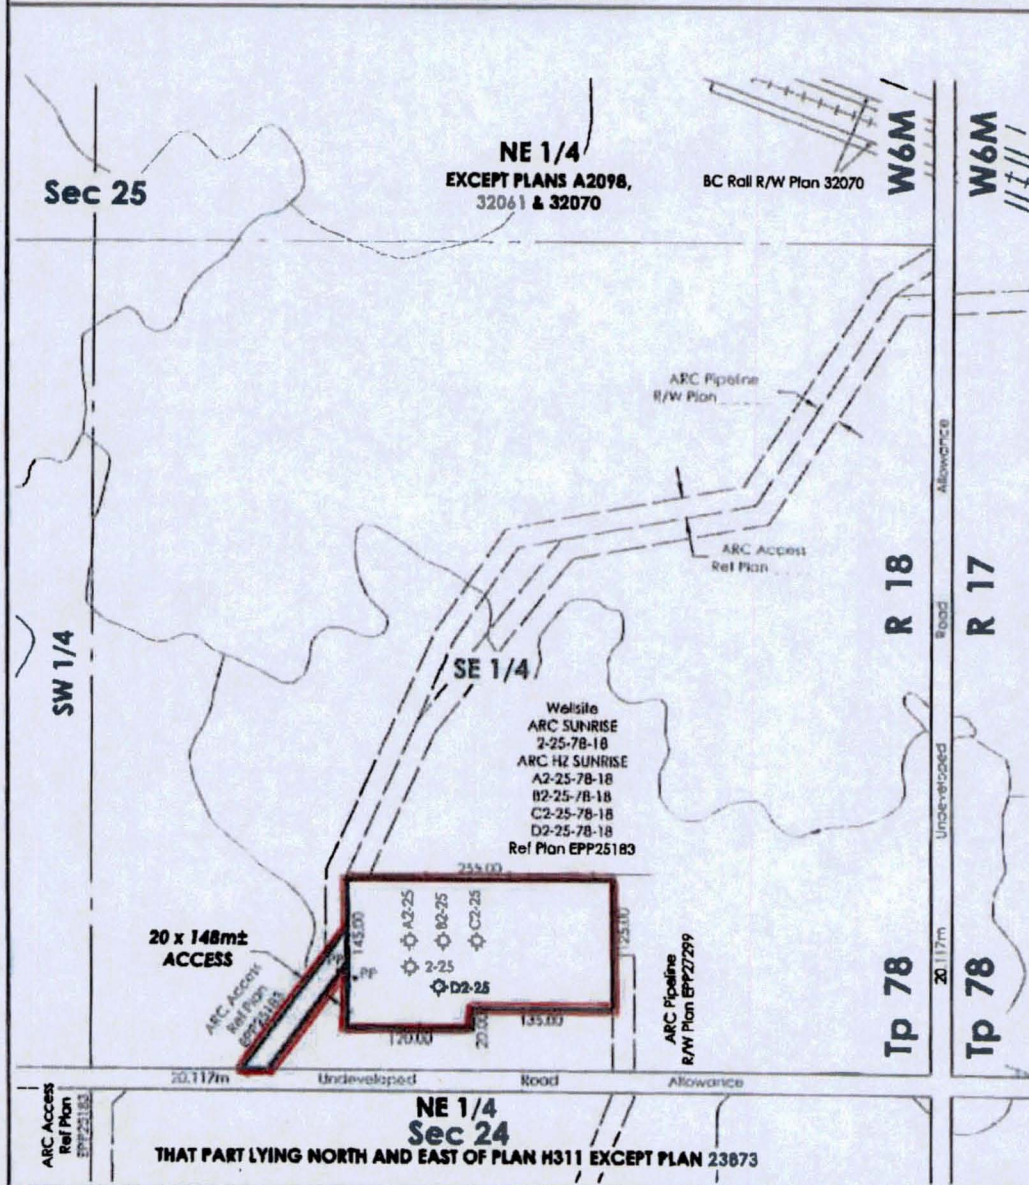 Sec 25
NE 1/4
EXCEPT PLANS A2098,
32061 & 32070
BC Rail R/W Plan 32070
W6M
W6M
ARC Pipeline
R/W Plan
ARC Access
Ref Plan
Allowance
Road
Undeveloped
20.117m
R 18
R 17
SW 1/4
SE 1/4
Wellsite
ARC SUNRISE
2-25-78-18
ARC HZ SUNRISE
A2-25-78-18
B2-25-78-18
C2-25-78-18
D2-25-78-18
Ref Plan EPP25183
255.00
145.00
125.00
A2-25
B2-25
C2-25
2-25
D2-25
PP
PP
20 x 148m±
ACCESS
ARC Access
Ref Plan
EPP25183
120.00
20.00
135.00
ARC Pipeline
R/W Plan EPP27299
Tp 78
Tp 78
20.117m
Undeveloped
Road
Allowance
ARC Access
Ref Plan
EPP25183
NE 1/4
Sec 24
THAT PART LYING NORTH AND EAST OF PLAN H311 EXCEPT PLAN 23873